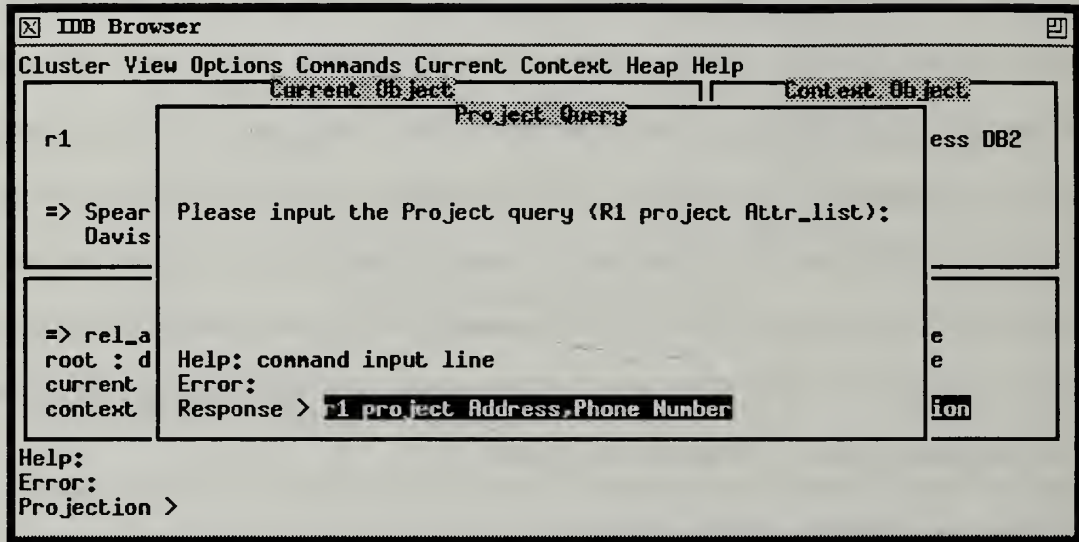 IDB Browser
Cluster View Options Commands Current Context Heap Help
Current Object
Context Object
Project Query
r1
ess DB2
=> Spear
Davis
Please input the Project query (R1 project Attr_list):
=> rel_a
e
root : d
Help: command input line
e
current
Error:
context
Response > r1 project Address,Phone Number
ion
Help:
Error:
Projection >